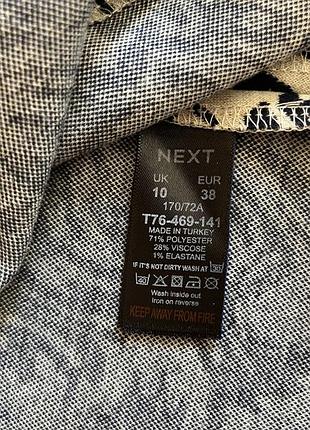 NEXT
UK EUR
10 38
170/72A
T76-469-141
MADE IN TURKEY
71% POLYESTER
28% VISCOSE
1% ELASTANE
IF IT'S NOT DIRTY WASH AT
Wash inside out
Iron on reverse
KEEP AWAY FROM FIRE